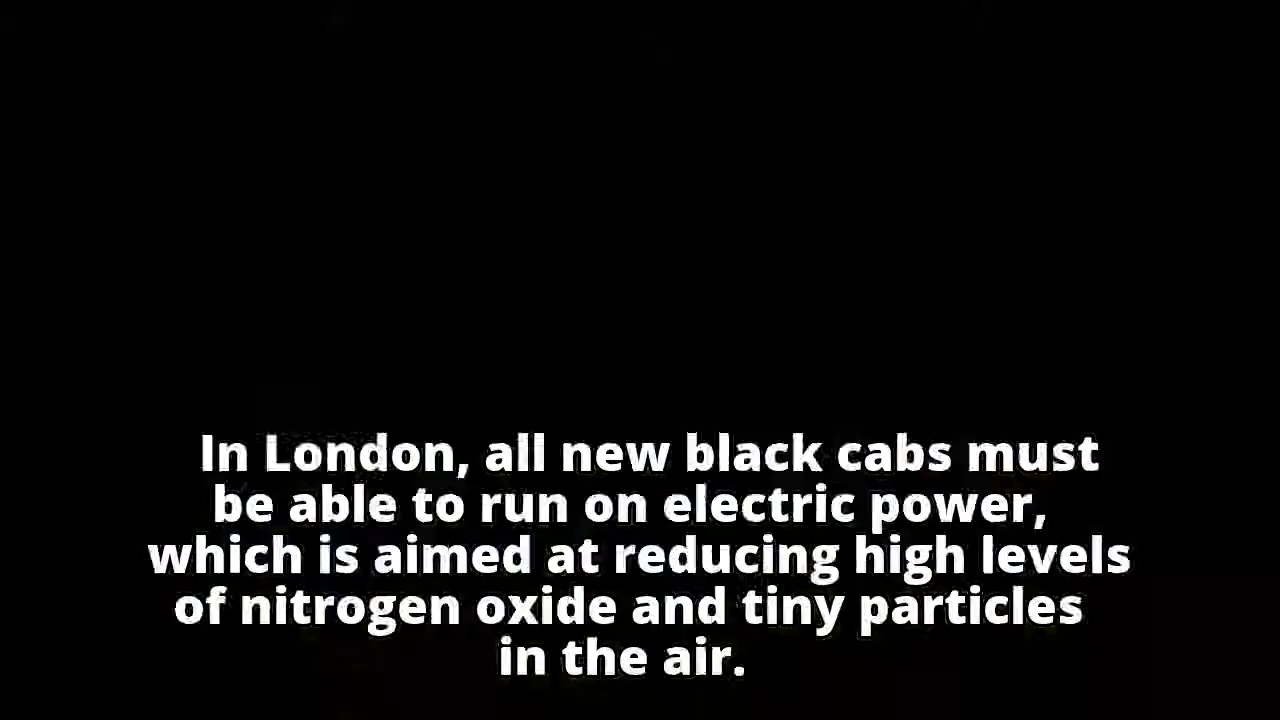 In London, all new black cabs must
be able to run on electric power,
which is aimed at reducing high levels
of nitrogen oxide and tiny particles
in the air.